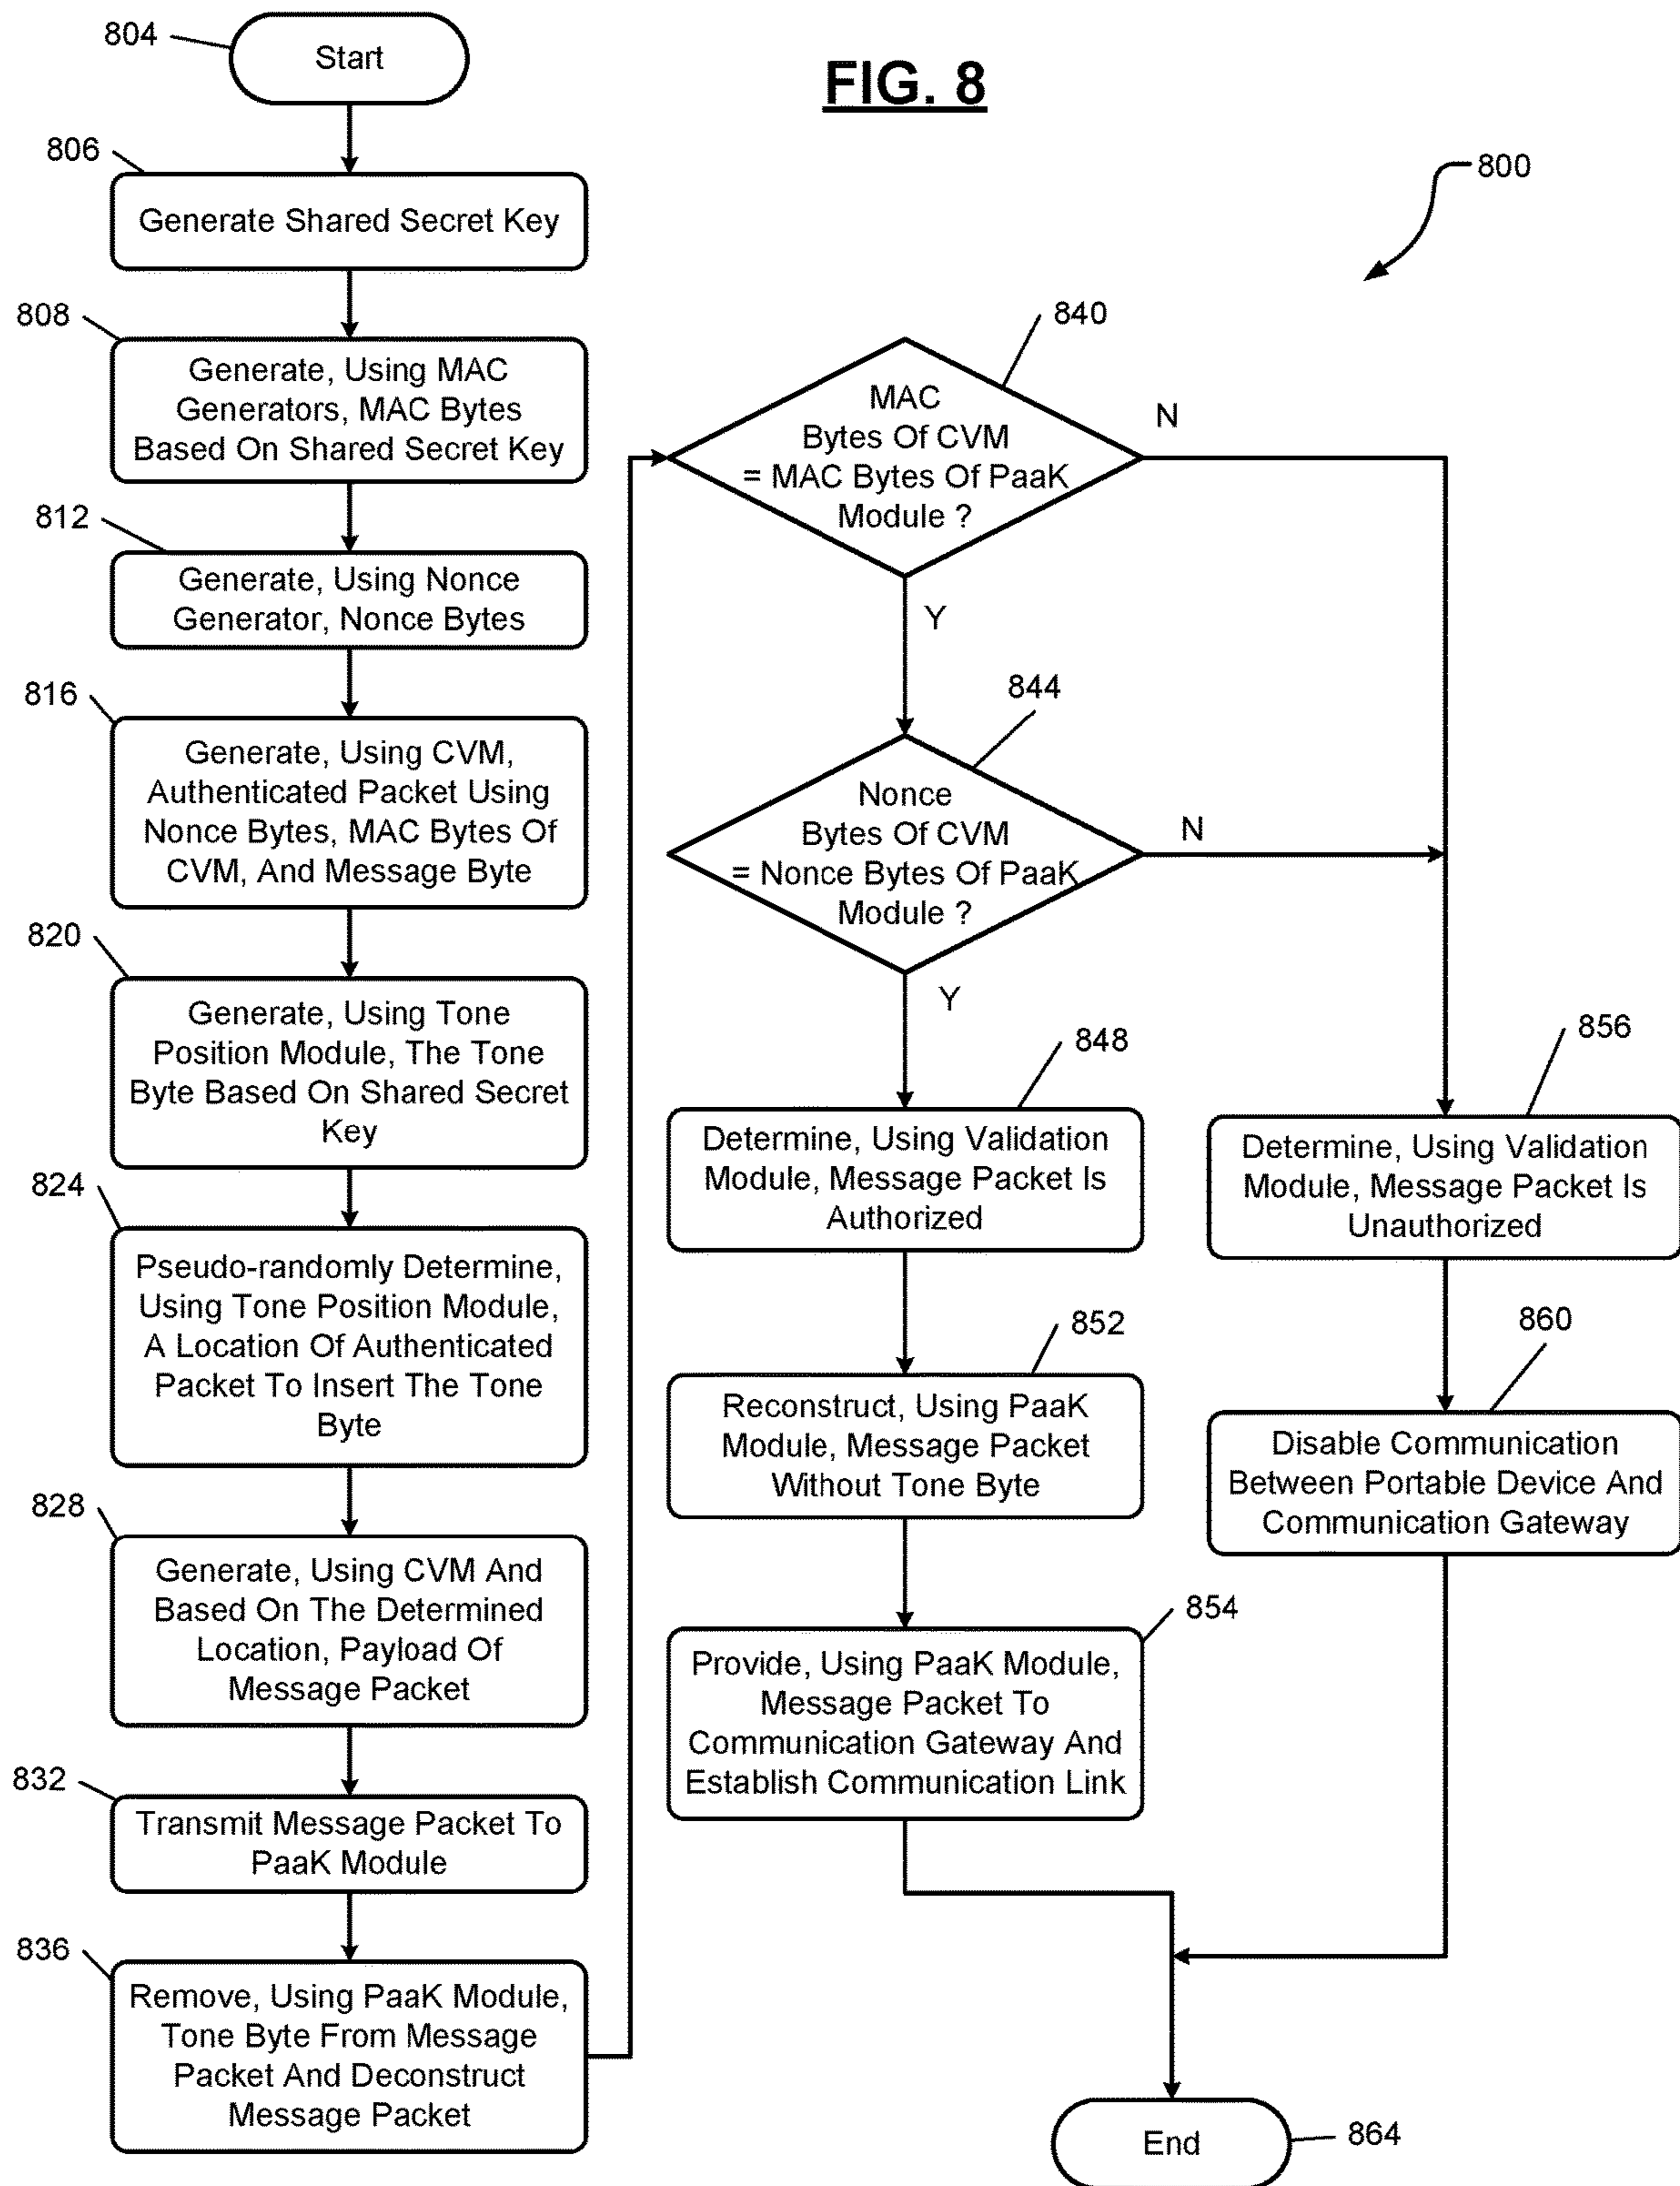 FIG. 8
800
804
Start
806
Generate Shared Secret Key
808
Generate, Using MAC
Generators, MAC Bytes
Based On Shared Secret Key
812
Generate, Using Nonce
Generator, Nonce Bytes
816
Generate, Using CVM,
Authenticated Packet Using
Nonce Bytes, MAC Bytes Of
CVM, And Message Byte
820
Generate, Using Tone
Position Module, The Tone
Byte Based On Shared Secret
Key
824
Pseudo-randomly Determine,
Using Tone Position Module,
A Location Of Authenticated
Packet To Insert The Tone
Byte
828
Generate, Using CVM And
Based On The Determined
Location, Payload Of
Message Packet
832
Transmit Message Packet To
PaaK Module
836
Remove, Using PaaK Module,
Tone Byte From Message
Packet And Deconstruct
Message Packet
840
MAC
Bytes Of CVM
= MAC Bytes Of PaaK
Module ?
N
Y
844
Nonce
Bytes Of CVM
= Nonce Bytes Of PaaK
Module ?
N
Y
848
Determine, Using Validation
Module, Message Packet Is
Authorized
852
Reconstruct, Using PaaK
Module, Message Packet
Without Tone Byte
854
Provide, Using PaaK Module,
Message Packet To
Communication Gateway And
Establish Communication Link
856
Determine, Using Validation
Module, Message Packet Is
Unauthorized
860
Disable Communication
Between Portable Device And
Communication Gateway
End
864